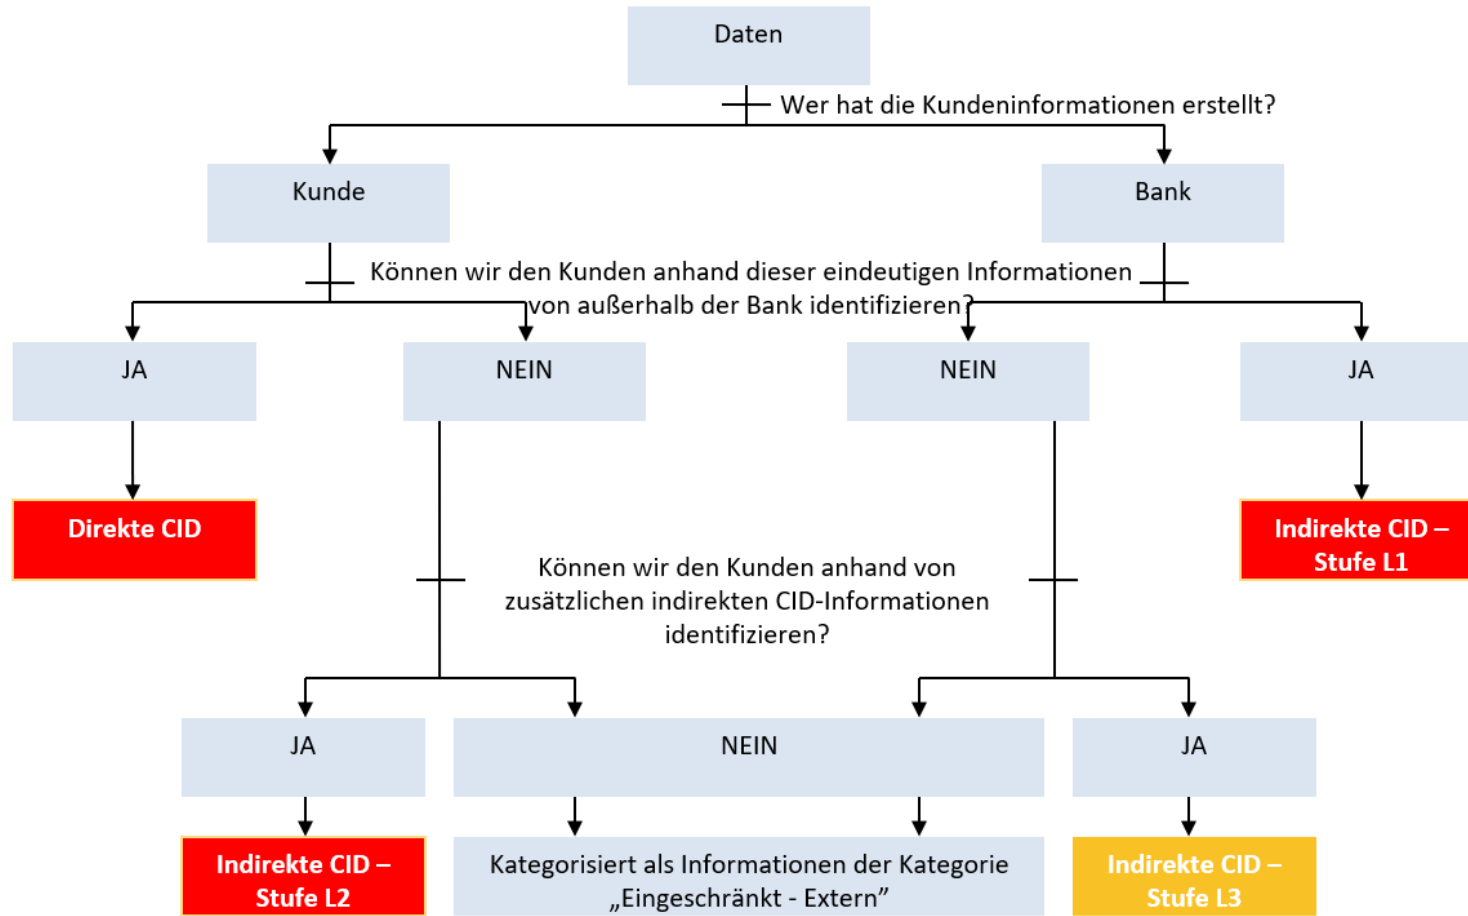 Daten
Wer hat die Kundeninformationen erstellt?
Kunde
Bank
Können wir den Kunden anhand dieser eindeutigen Informationen
von außerhalb der Bank identifizieren?
JA
NEIN
NEIN
JA
Direkte CID
Indirekte CID –
Stufe L1
Können wir den Kunden anhand von
zusätzlichen indirekten CID-Informationen
identifizieren?
JA
NEIN
JA
Indirekte CID –
Stufe L2
Kategorisiert als Informationen der Kategorie
„Eingeschränkt - Extern”
Indirekte CID –
Stufe L3